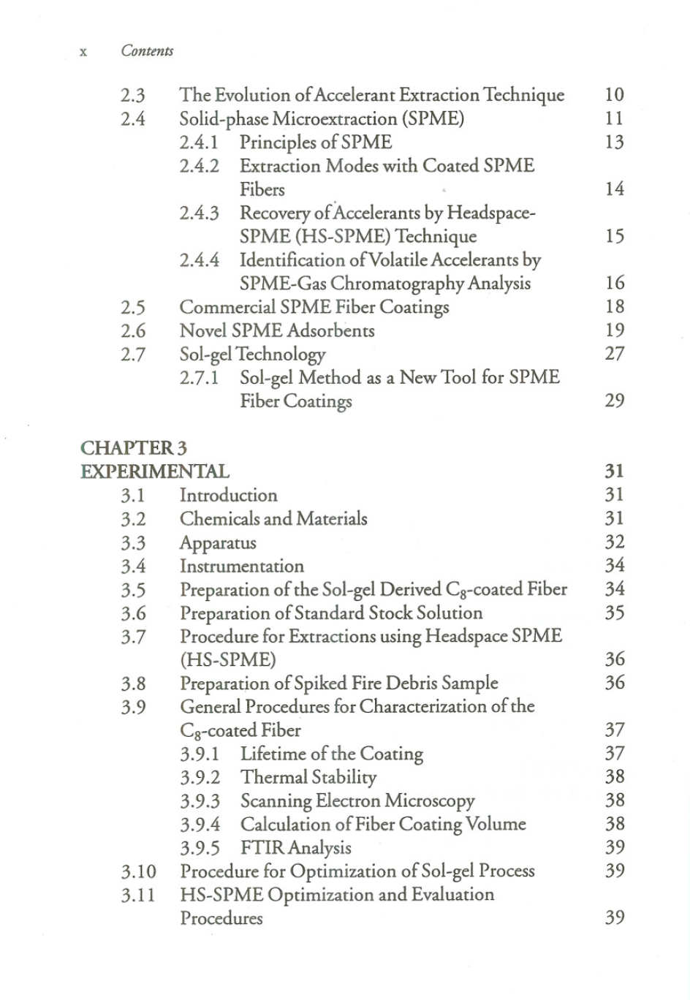 x Contents
2.3 The Evolution of Accelerant Extraction Technique 10
2.4 Solid-phase Microextraction (SPME) 11
2.4.1 Principles of SPME 13
2.4.2 Extraction Modes with Coated SPME
Fibers 14
2.4.3 Recovery of Accelerants by Headspace-
SPME (HS-SPME) Technique 15
2.4.4 Identification of Volatile Accelerants by
SPME-Gas Chromatography Analysis 16
2.5 Commercial SPME Fiber Coatings 18
2.6 Novel SPME Adsorbents 19
2.7 Sol-gel Technology 27
2.7.1 Sol-gel Method as a New Tool for SPME
Fiber Coatings 29
CHAPTER 3
EXPERIMENTAL 31
3.1 Introduction 31
3.2 Chemicals and Materials 31
3.3 Apparatus 32
3.4 Instrumentation 34
3.5 Preparation of the Sol-gel Derived C₈-coated Fiber 34
3.6 Preparation of Standard Stock Solution 35
3.7 Procedure for Extractions using Headspace SPME
(HS-SPME) 36
3.8 Preparation of Spiked Fire Debris Sample 36
3.9 General Procedures for Characterization of the
C₈-coated Fiber 37
3.9.1 Lifetime of the Coating 37
3.9.2 Thermal Stability 38
3.9.3 Scanning Electron Microscopy 38
3.9.4 Calculation of Fiber Coating Volume 38
3.9.5 FTIR Analysis 39
3.10 Procedure for Optimization of Sol-gel Process 39
3.11 HS-SPME Optimization and Evaluation
Procedures 39